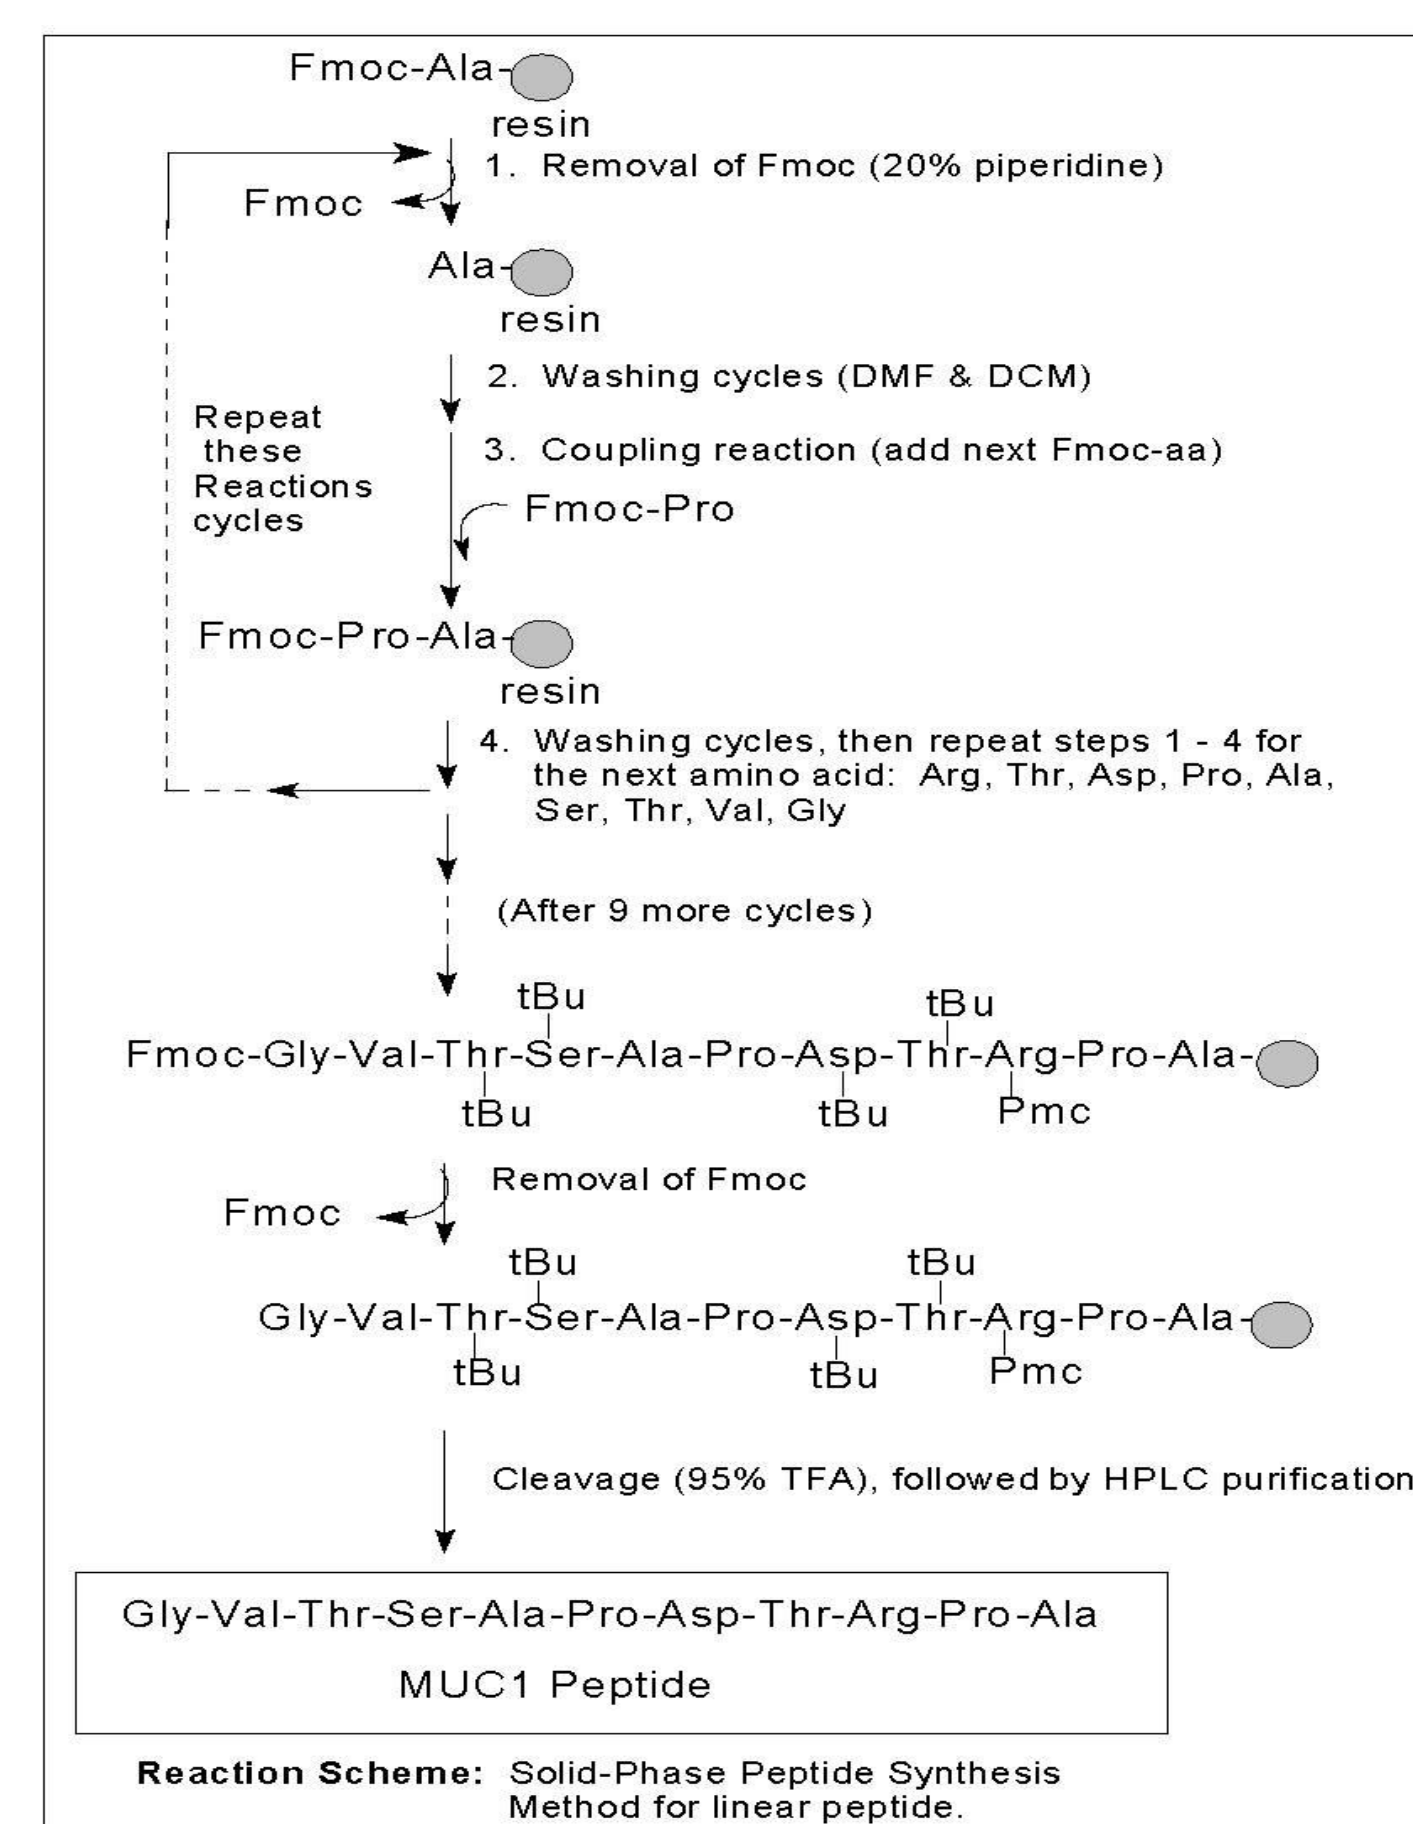 Fmoc-Ala-
resin
1. Removal of Fmoc (20% piperidine)
Fmoc
Ala-
resin
2. Washing cycles (DMF & DCM)
Repeat
these
Reactions
cycles
3. Coupling reaction (add next Fmoc-aa)
Fmoc-Pro
Fmoc-Pro-Ala-
resin
4. Washing cycles, then repeat steps 1 - 4 for
the next amino acid: Arg, Thr, Asp, Pro, Ala,
Ser, Thr, Val, Gly
(After 9 more cycles)
tBu tBu
Fmoc-Gly-Val-Thr-Ser-Ala-Pro-Asp-Thr-Arg-Pro-Ala-
tBu tBu Pmc
Removal of Fmoc
Fmoc
tBu tBu
Gly-Val-Thr-Ser-Ala-Pro-Asp-Thr-Arg-Pro-Ala-
tBu tBu Pmc
Cleavage (95% TFA), followed by HPLC purification
Gly-Val-Thr-Ser-Ala-Pro-Asp-Thr-Arg-Pro-Ala
MUC1 Peptide
Reaction Scheme: Solid-Phase Peptide Synthesis
Method for linear peptide.